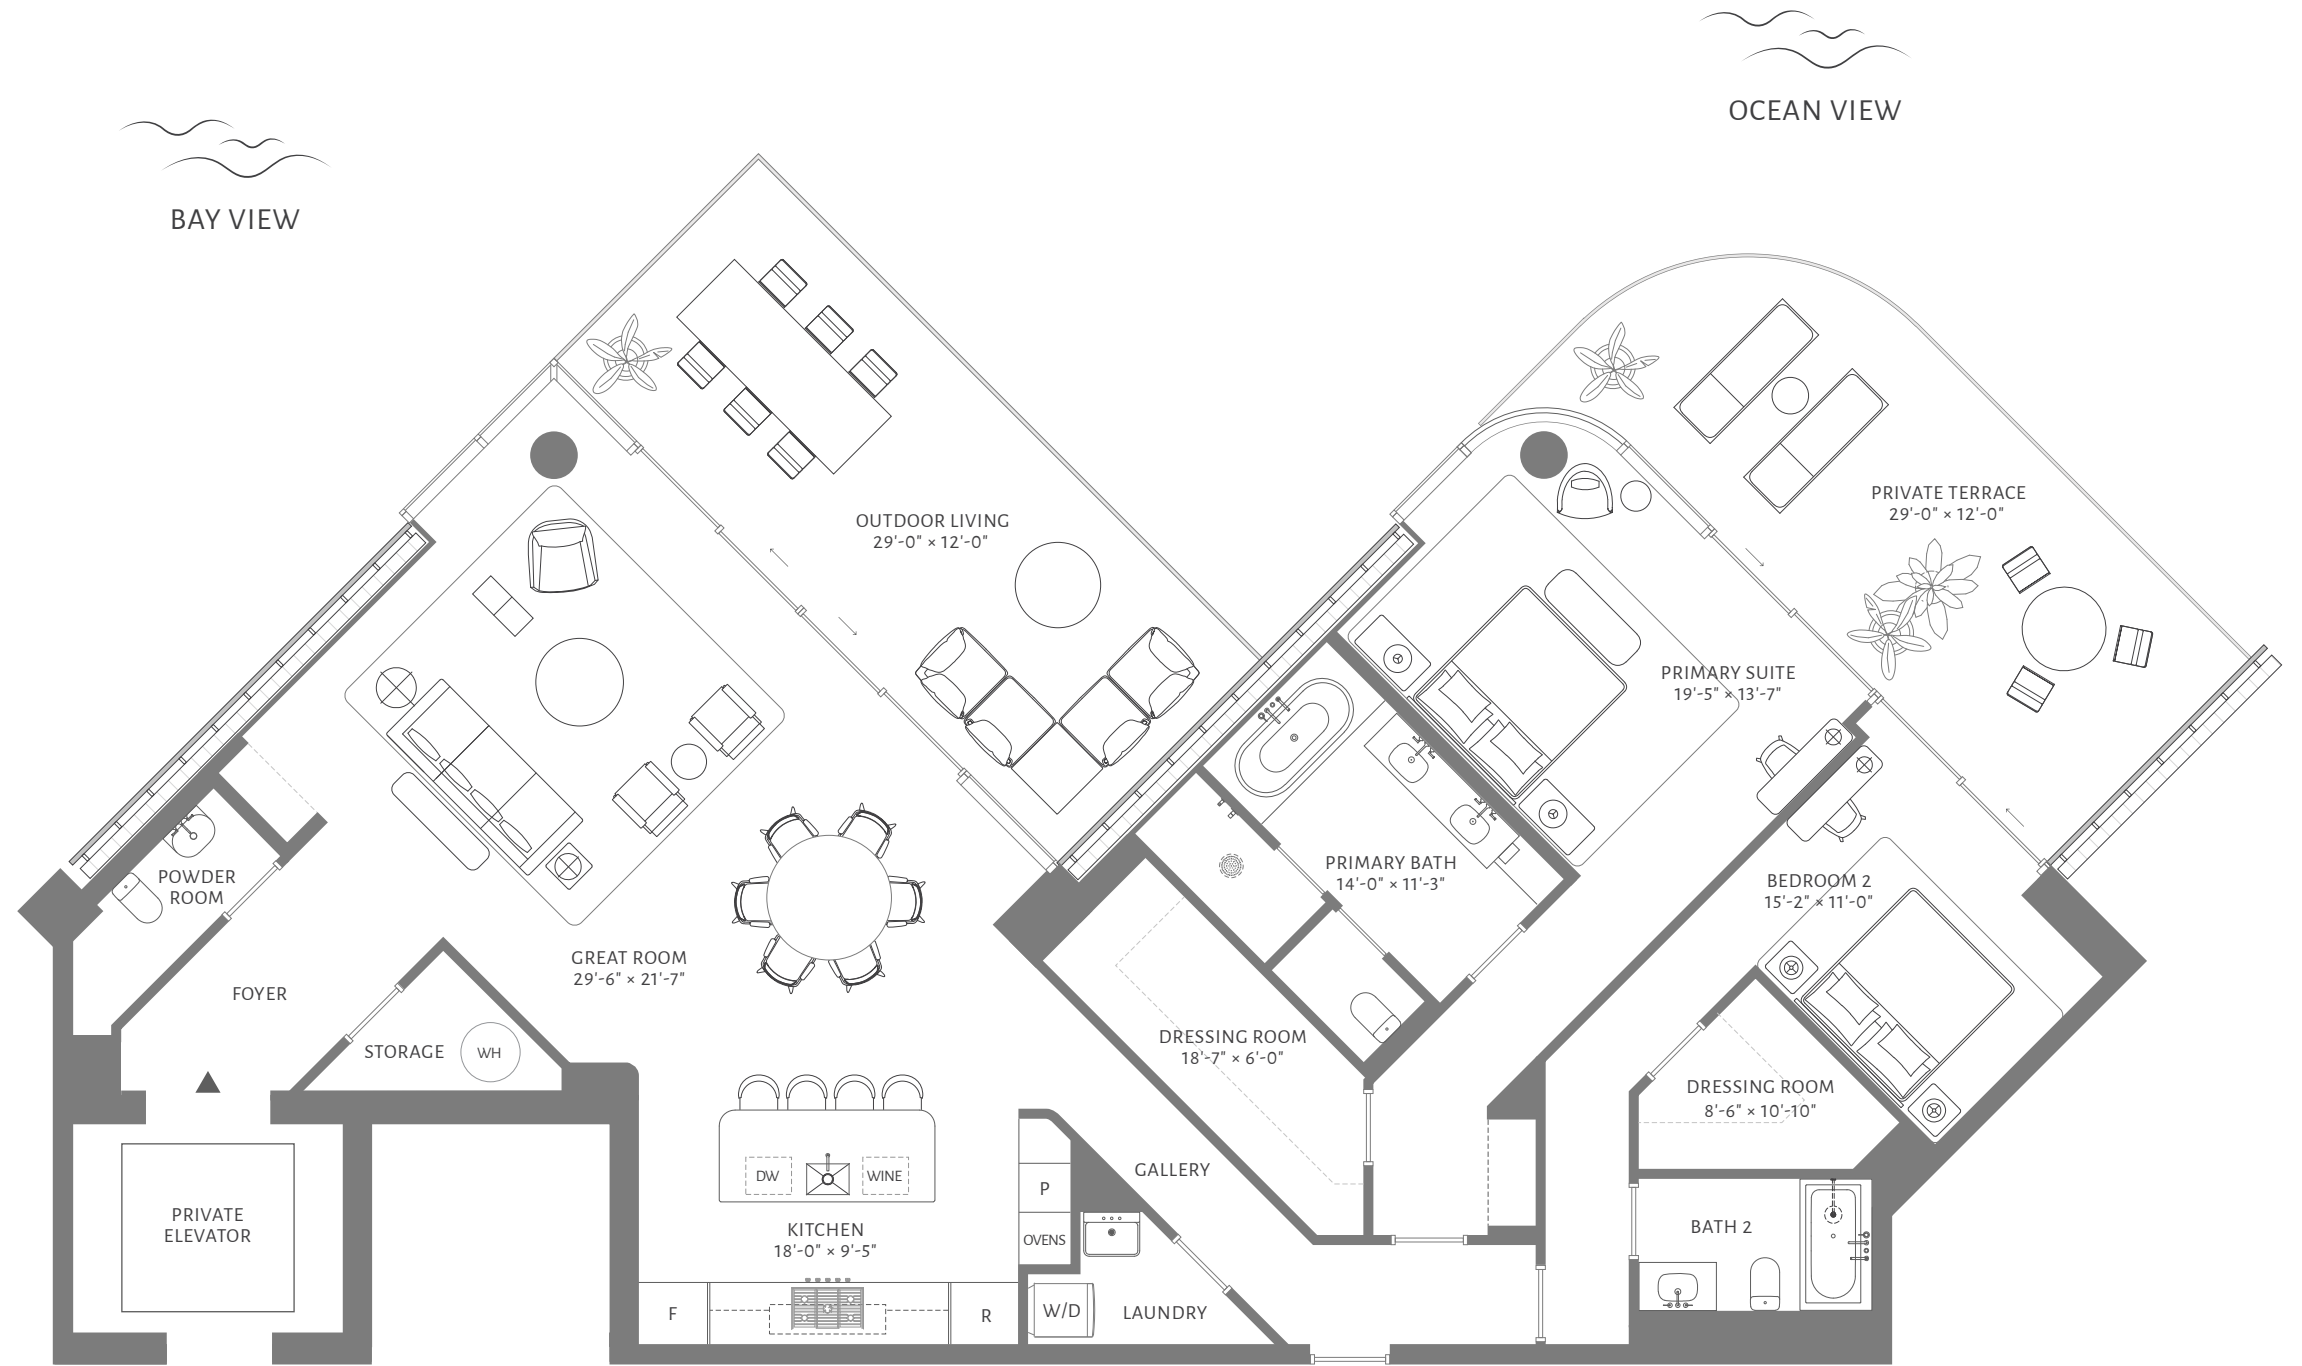 OCEAN VIEW
BAY VIEW
PRIVATE TERRACE
29'-0" × 12'-0"
OUTDOOR LIVING
29'-0" × 12'-0"
PRIMARY SUITE
19'-5" × 13'-7"
PRIMARY BATH
14'-0" × 11'-3"
POWDER
ROOM
BEDROOM 2
15'-2" × 11'-0"
GREAT ROOM
29'-6" × 21'-7"
FOYER
STORAGE
WH
DRESSING ROOM
18'-7" × 6'-0"
DRESSING ROOM
8'-6" × 10'-10"
DW
WINE
GALLERY
P
PRIVATE
ELEVATOR
KITCHEN
18'-0" × 9'-5"
OVENS
BATH 2
F
R
W/D
LAUNDRY